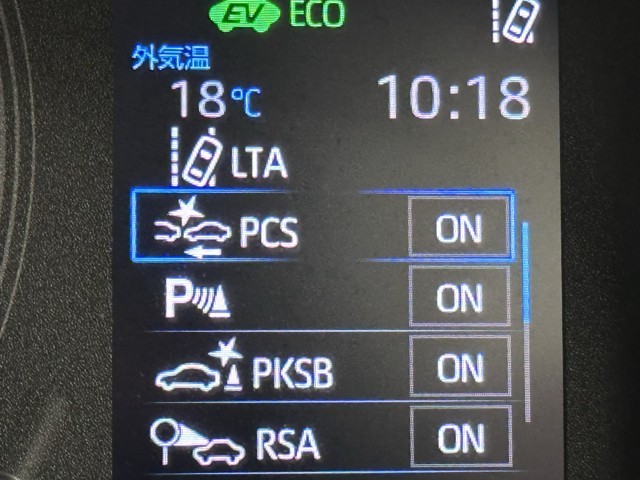 EV ECO
外気温
18℃ 10:18
LTA
PCS ON
P ON
PKSB ON
RSA ON